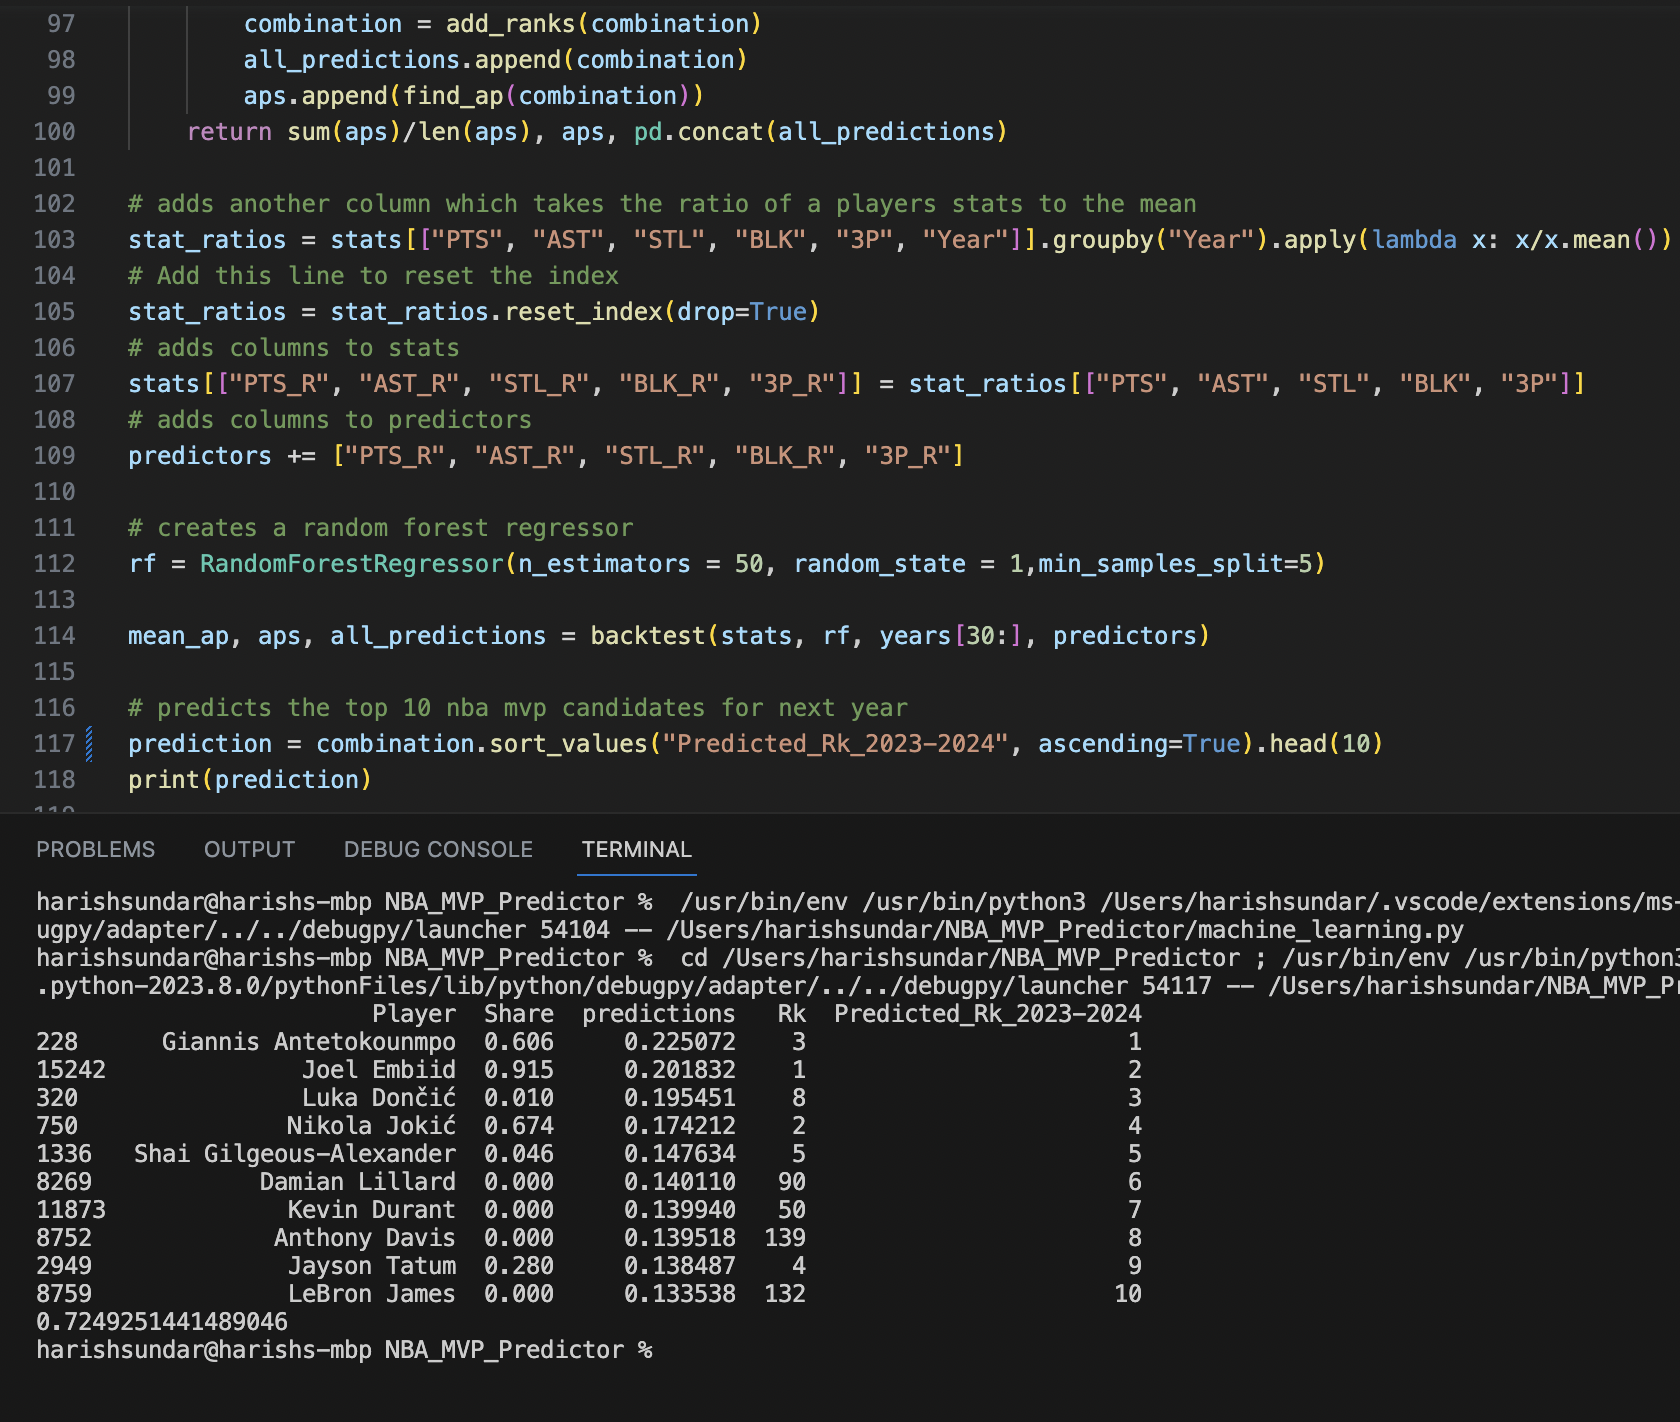 97 combination = add_ranks(combination)
98 all_predictions.append(combination)
99 aps.append(find_ap(combination))
100 return sum(aps)/len(aps), aps, pd.concat(all_predictions)
101
102 # adds another column which takes the ratio of a players stats to the mean
103 stat_ratios = stats[["PTS", "AST", "STL", "BLK", "3P", "Year"]].groupby("Year").apply(lambda x: x/x.mean())
104 # Add this line to reset the index
105 stat_ratios = stat_ratios.reset_index(drop=True)
106 # adds columns to stats
107 stats[["PTS_R", "AST_R", "STL_R", "BLK_R", "3P_R"]] = stat_ratios[["PTS", "AST", "STL", "BLK", "3P"]]
108 # adds columns to predictors
109 predictors += ["PTS_R", "AST_R", "STL_R", "BLK_R", "3P_R"]
110
111 # creates a random forest regressor
112 rf = RandomForestRegressor(n_estimators = 50, random_state = 1,min_samples_split=5)
113
114 mean_ap, aps, all_predictions = backtest(stats, rf, years[30:], predictors)
115
116 # predicts the top 10 nba mvp candidates for next year
117 prediction = combination.sort_values("Predicted_Rk_2023-2024", ascending=True).head(10)
118 print(prediction)
PROBLEMS OUTPUT DEBUG CONSOLE TERMINAL
harishsundar@harishs-mbp NBA_MVP_Predictor % /usr/bin/env /usr/bin/python3 /Users/harishsundar/.vscode/extensions/ms-
ugpy/adapter/../../debugpy/launcher 54104 -- /Users/harishsundar/NBA_MVP_Predictor/machine_learning.py
harishsundar@harishs-mbp NBA_MVP_Predictor % cd /Users/harishsundar/NBA_MVP_Predictor ; /usr/bin/env /usr/bin/python3
.python-2023.8.0/pythonFiles/lib/python/debugpy/adapter/../../debugpy/launcher 54117 -- /Users/harishsundar/NBA_MVP_Pr
Player Share predictions Rk Predicted_Rk_2023-2024
228 Giannis Antetokounmpo 0.606 0.225072 3 1
15242 Joel Embiid 0.915 0.201832 1 2
320 Luka Dončić 0.010 0.195451 8 3
750 Nikola Jokić 0.674 0.174212 2 4
1336 Shai Gilgeous-Alexander 0.046 0.147634 5 5
8269 Damian Lillard 0.000 0.140110 90 6
11873 Kevin Durant 0.000 0.139940 50 7
8752 Anthony Davis 0.000 0.139518 139 8
2949 Jayson Tatum 0.280 0.138487 4 9
8759 LeBron James 0.000 0.133538 132 10
0.7249251441489046
harishsundar@harishs-mbp NBA_MVP_Predictor %